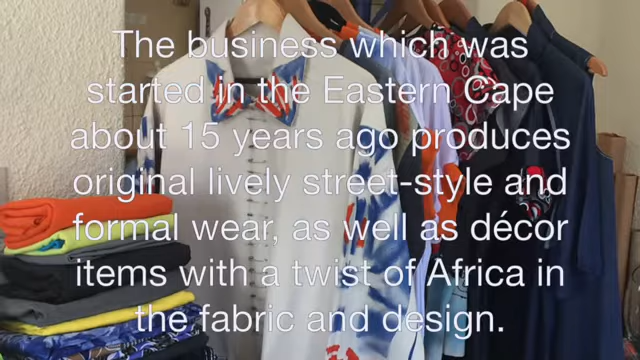 The business which was
started in the Eastern Cape
about 15 years ago produces
original lively street-style and
formal wear, as well as décor
items with a twist of Africa in
the fabric and design.